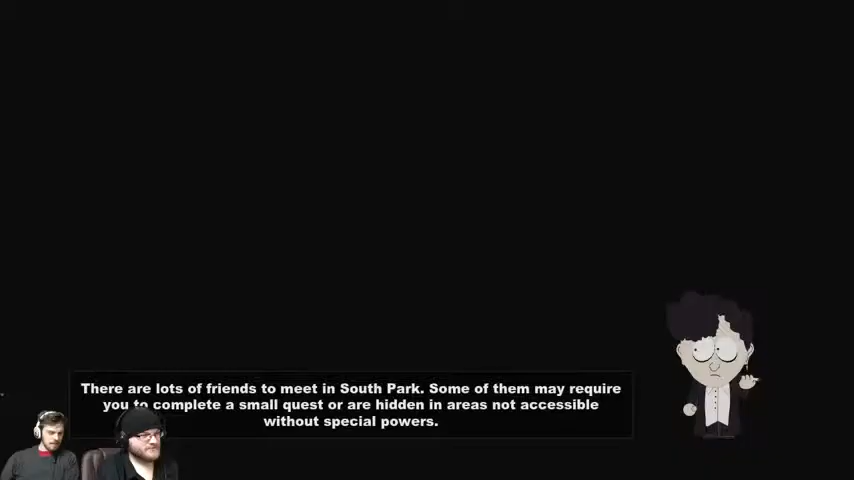 There are lots of friends to meet in South Park. Some of them may require
you to complete a small quest or are hidden in areas not accessible
without special powers.